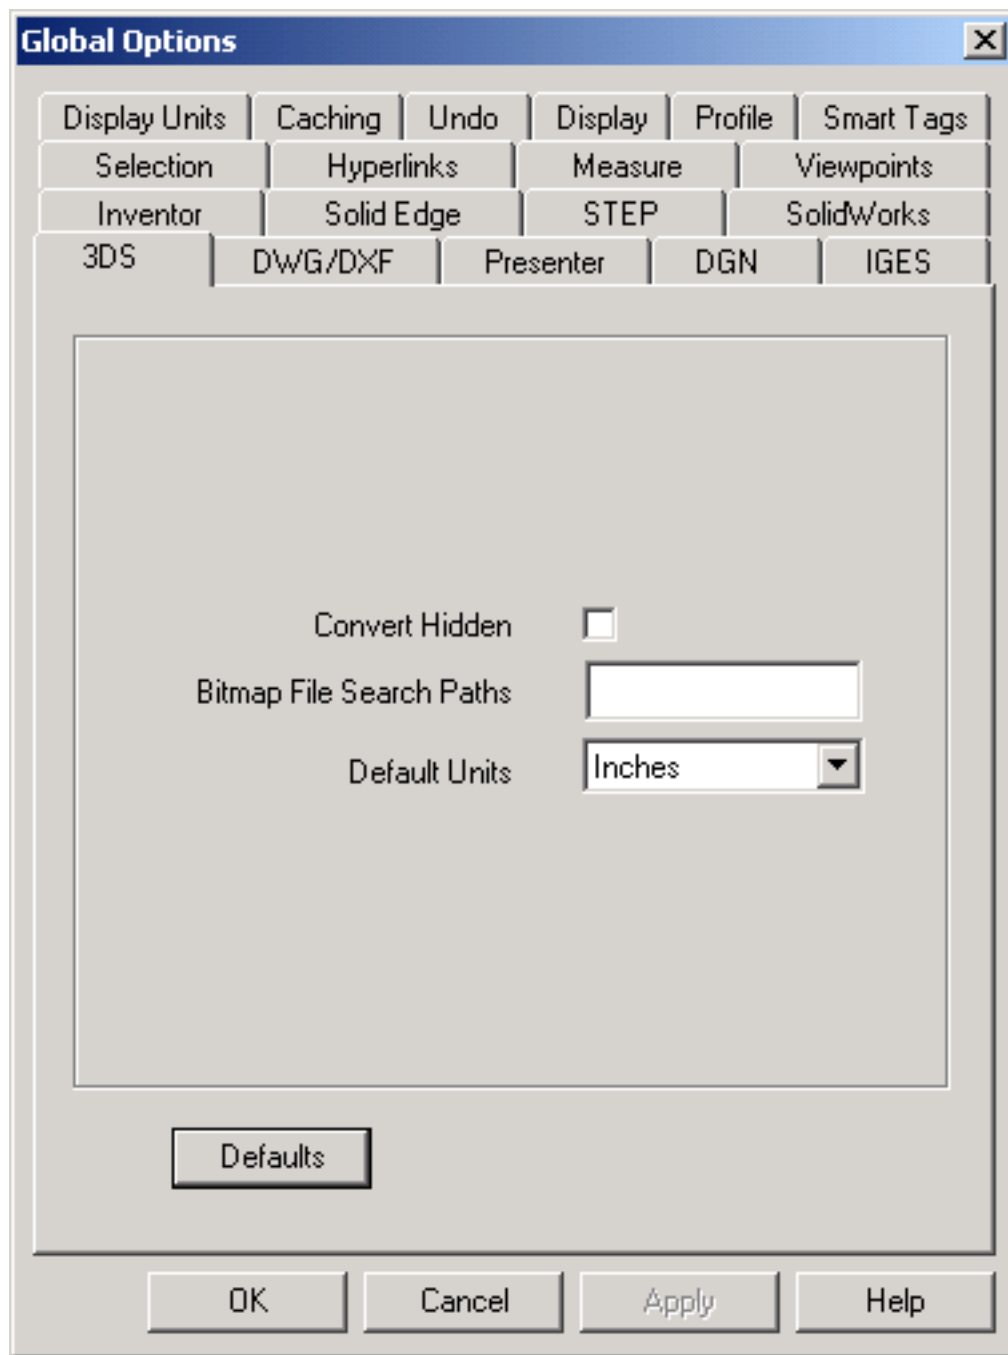 Global Options
Display Units Caching Undo Display Profile Smart Tags
Selection Hyperlinks Measure Viewpoints
Inventor Solid Edge STEP SolidWorks
3DS DWG/DXF Presenter DGN IGES
Convert Hidden
Bitmap File Search Paths
Default Units Inches
Defaults
OK Cancel Apply Help